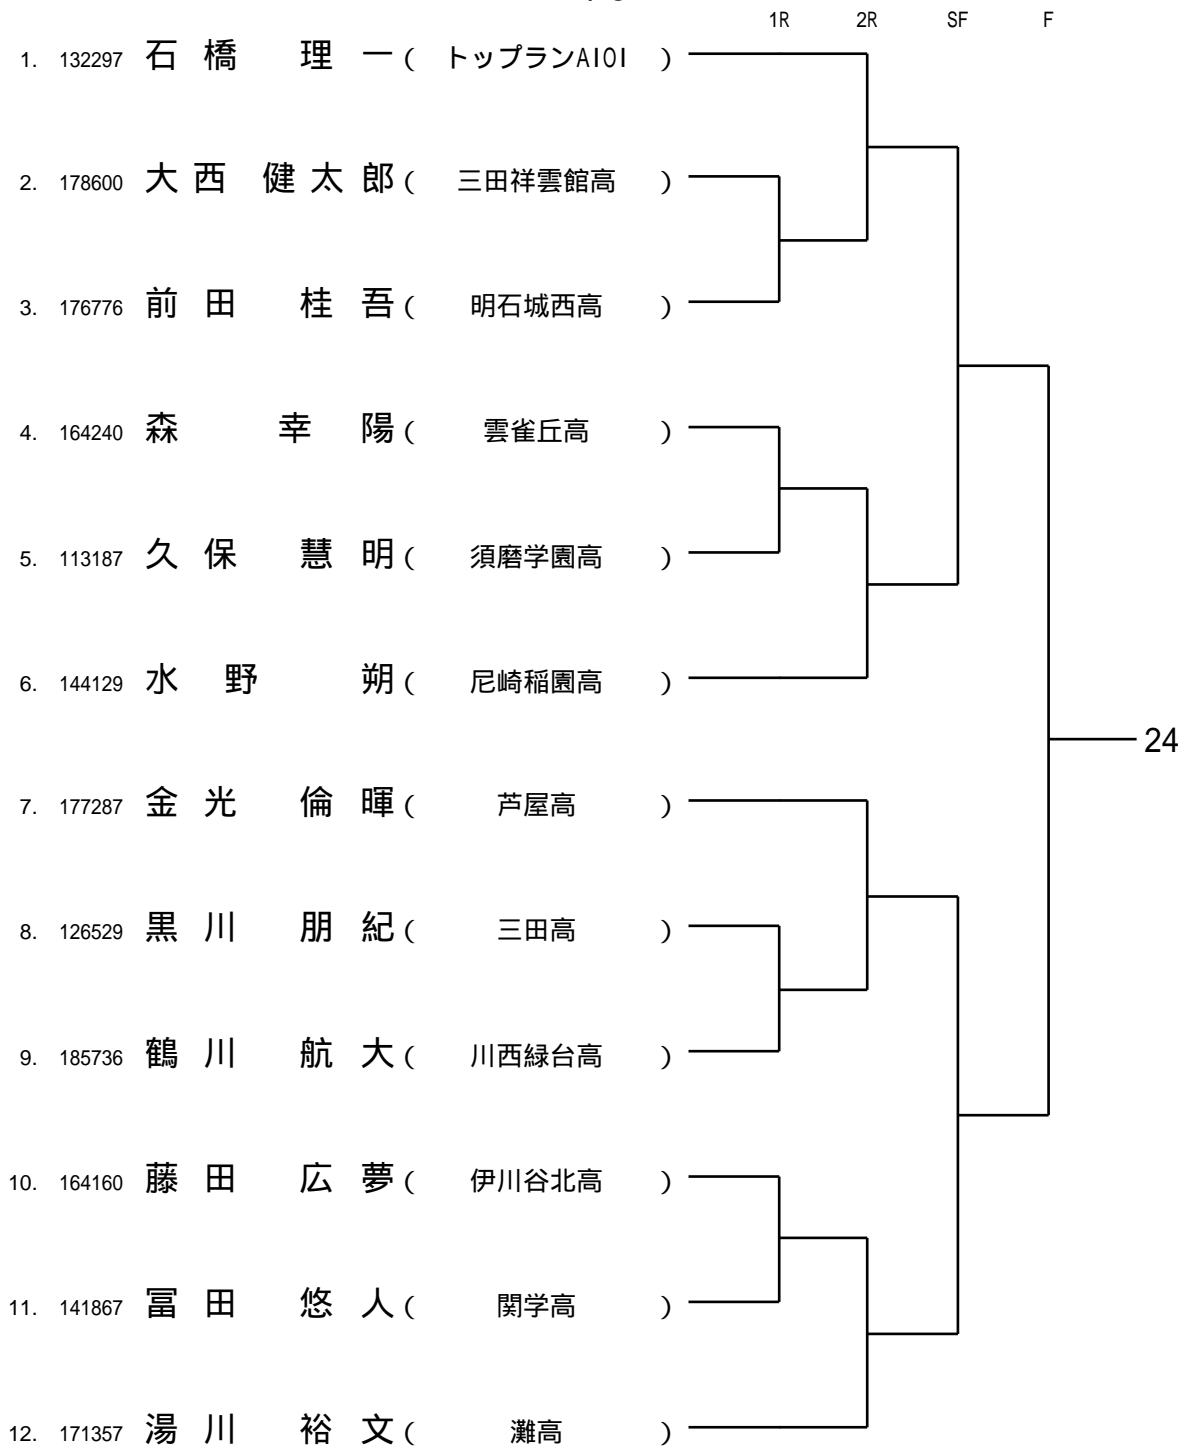 1R 2R SF F
1. 132297 石橋 理一 ( トップランAIOI )
2. 178600 大西 健太郎 ( 三田祥雲館高 )
3. 176776 前田 桂吾 ( 明石城西高 )
4. 164240 森 幸陽 ( 雲雀丘高 )
5. 113187 久保 慧明 ( 須磨学園高 )
6. 144129 水野 朔 ( 尼崎稲園高 )
24
7. 177287 金光 倫暉 ( 芦屋高 )
8. 126529 黒川 朋紀 ( 三田高 )
9. 185736 鶴川 航大 ( 川西緑台高 )
10. 164160 藤田 広夢 ( 伊川谷北高 )
11. 141867 冨田 悠人 ( 関学高 )
12. 171357 湯川 裕文 ( 灘高 )